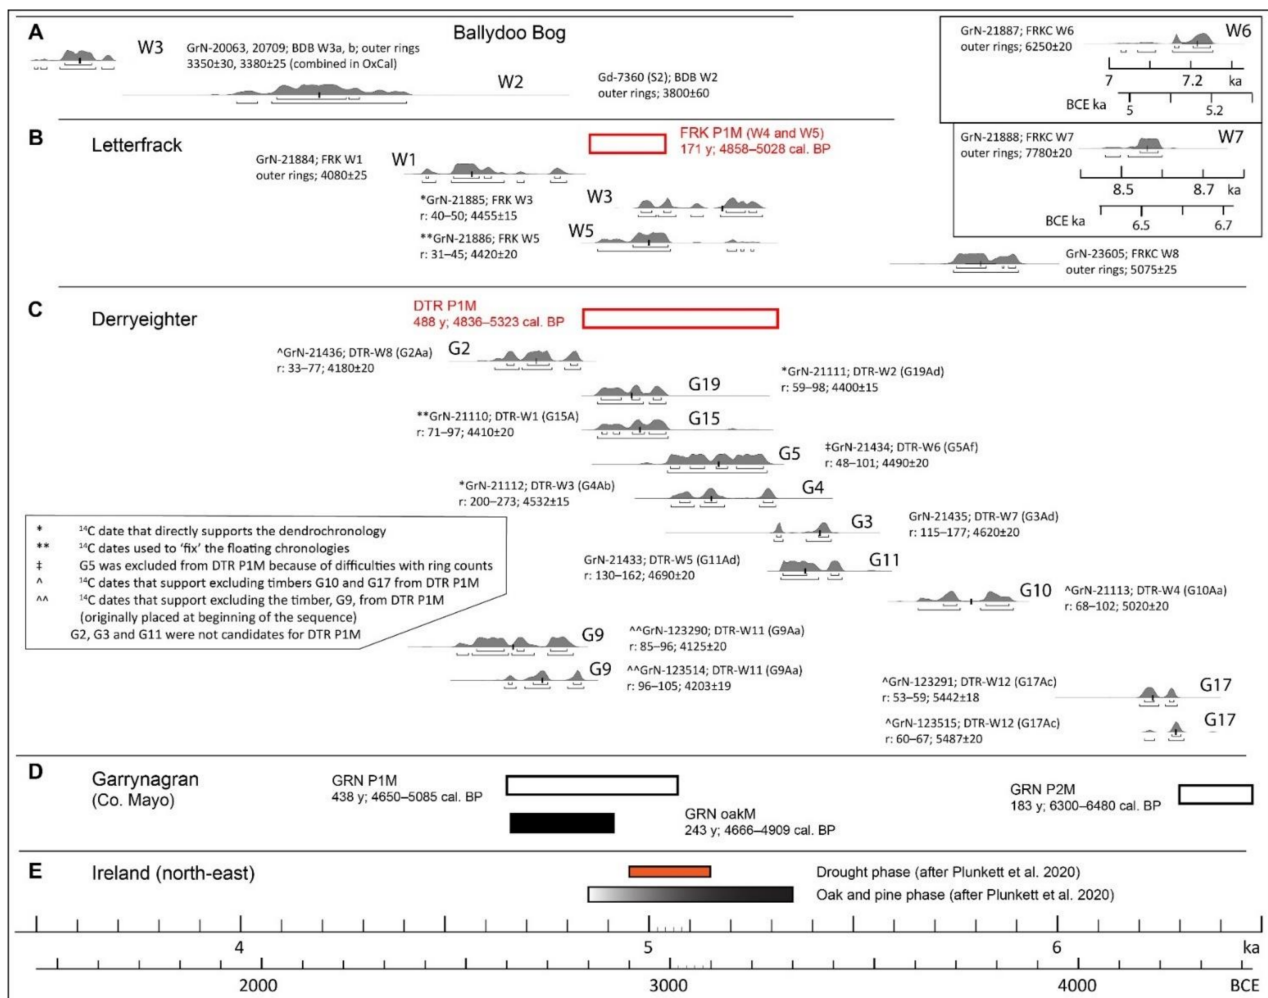 A
Ballydoo Bog
W3
GrN-20063, 20709; BDB W3a, b; outer rings
3350±30, 3380±25 (combined in OxCal)
W2
Gd-7360 (S2); BDB W2
outer rings; 3800±60
GrN-21887; FRKC W6
outer rings; 6250±20
W6
7
7.2
ka
BCE ka
5
5.2
GrN-21888; FRKC W7
outer rings; 7780±20
W7
8.5
8.7
ka
BCE ka
6.5
6.7
B
Letterfrack
FRK P1M (W4 and W5)
171 y; 4858–5028 cal. BP
GrN-21884; FRK W1
outer rings; 4080±25
W1
*GrN-21885; FRK W3
r: 40–50; 4455±15
W3
**GrN-21886; FRK W5
r: 31–45; 4420±20
W5
GrN-23605; FRKC W8
outer rings; 5075±25
C
Derryeighter
DTR P1M
488 y; 4836–5323 cal. BP
^GrN-21436; DTR-W8 (G2Aa)
r: 33–77; 4180±20
G2
G19
*GrN-21111; DTR-W2 (G19Ad)
r: 59–98; 4400±15
**GrN-21110; DTR-W1 (G15A)
r: 71–97; 4410±20
G15
G5
‡GrN-21434; DTR-W6 (G5Af)
r: 48–101; 4490±20
*GrN-21112; DTR-W3 (G4Ab)
r: 200–273; 4532±15
G4
G3
GrN-21435; DTR-W7 (G3Ad)
r: 115–177; 4620±20
GrN-21433; DTR-W5 (G11Ad)
r: 130–162; 4690±20
G11
G10
^GrN-21113; DTR-W4 (G10Aa)
r: 68–102; 5020±20
* ¹⁴C date that directly supports the dendrochronology
** ¹⁴C dates used to ‘fix’ the floating chronologies
‡ G5 was excluded from DTR P1M because of difficulties with ring counts
^ ¹⁴C dates that support excluding timbers G10 and G17 from DTR P1M
^^ ¹⁴C dates that support excluding the timber, G9, from DTR P1M
(originally placed at beginning of the sequence)
G2, G3 and G11 were not candidates for DTR P1M
G9
^^GrN-123290; DTR-W11 (G9Aa)
r: 85–96; 4125±20
G9
^^GrN-123514; DTR-W11 (G9Aa)
r: 96–105; 4203±19
^GrN-123291; DTR-W12 (G17Ac)
r: 53–59; 5442±18
G17
^GrN-123515; DTR-W12 (G17Ac)
r: 60–67; 5487±20
G17
D
Garrynagran
(Co. Mayo)
GRN P1M
438 y; 4650–5085 cal. BP
GRN oakM
243 y; 4666–4909 cal. BP
GRN P2M
183 y; 6300–6480 cal. BP
E
Ireland (north-east)
Drought phase (after Plunkett et al. 2020)
Oak and pine phase (after Plunkett et al. 2020)
4
5
6
ka
2000
3000
4000
BCE